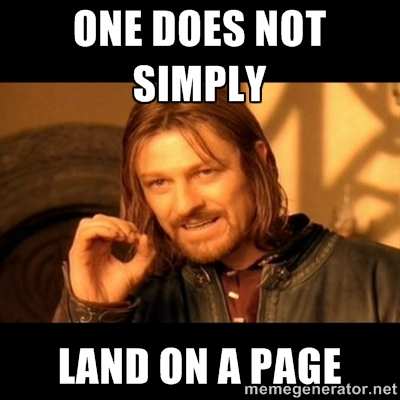 ONE DOES NOT
SIMPLY
LAND ON A PAGE
memegenerator.net